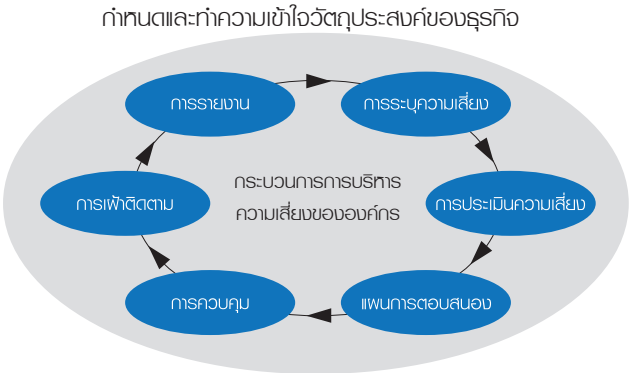 กำหนดและทำความเข้าใจวัตถุประสงค์ของธุรกิจ
การรายงาน
การระบุความเสี่ยง
กระบวนการการบริหาร
ความเสี่ยงขององค์กร
การเฝ้าติดตาม
การประเมินความเสี่ยง
การควบคุม
แผนการตอบสนอง